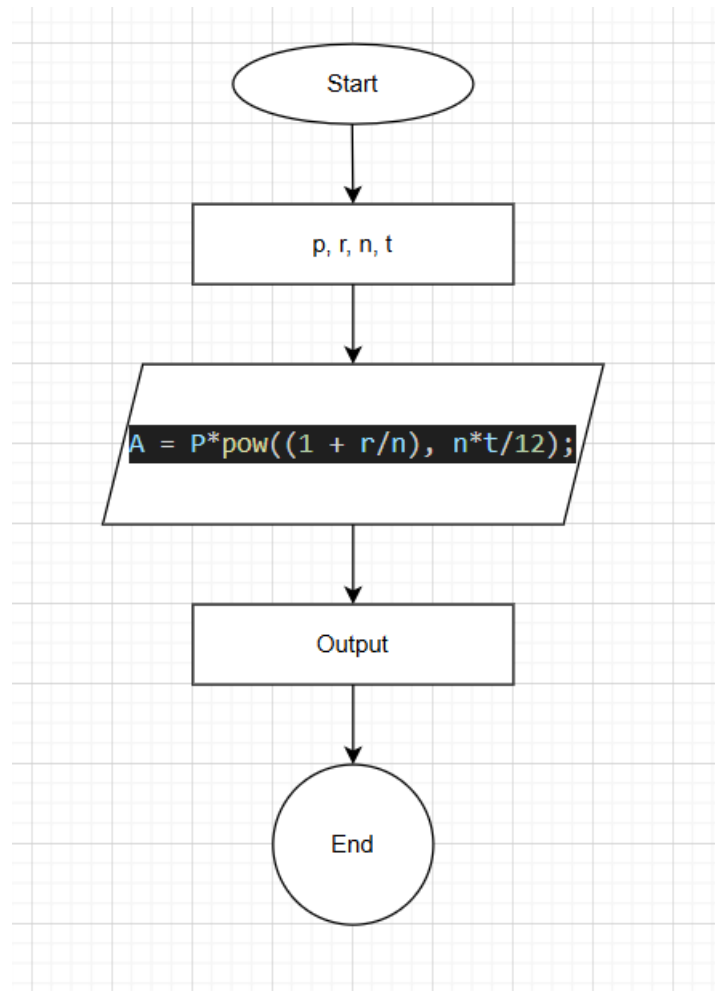 Start
p, r, n, t
A = P*pow((1 + r/n), n*t/12);
Output
End